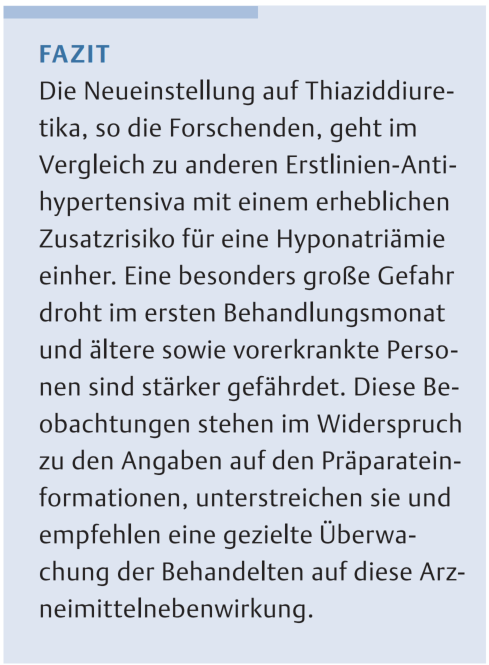 FAZIT
Die Neueinstellung auf Thiaziddiure-
tika, so die Forschenden, geht im
Vergleich zu anderen Erstlinien-Anti-
hypertensiva mit einem erheblichen
Zusatzrisiko für eine Hyponatriämie
einher. Eine besonders große Gefahr
droht im ersten Behandlungsmonat
und ältere sowie vorerkrankte Perso-
nen sind stärker gefährdet. Diese Be-
obachtungen stehen im Widerspruch
zu den Angaben auf den Präparatein-
formationen, unterstreichen sie und
empfehlen eine gezielte Überwa-
chung der Behandelten auf diese Arz-
neimittelnebenwirkung.